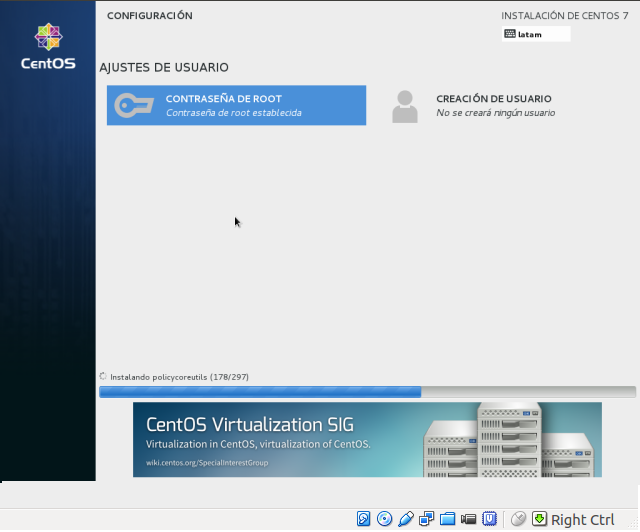 CONFIGURACIÓN
INSTALACIÓN DE CENTOS 7
latam
CentOS
AJUSTES DE USUARIO
CONTRASEÑA DE ROOT
Contraseña de root establecida
CREACIÓN DE USUARIO
No se creará ningún usuario
Instalando policycoreutils (178/297)
CentOS Virtualization SIG
Virtualization in CentOS, virtualization of CentOS.
wiki.centos.org/SpecialInterestGroup
Right Ctrl